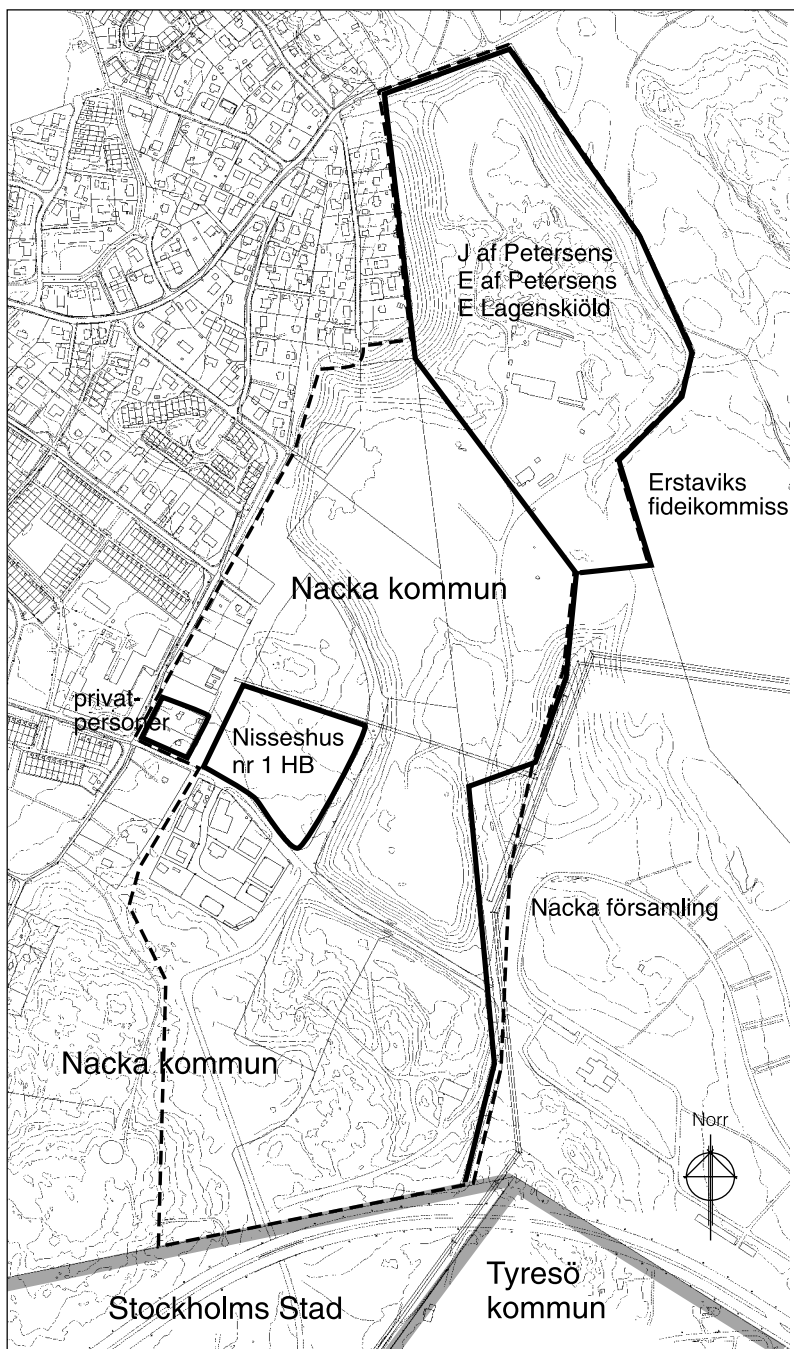 J af Petersens
E af Petersens
E Lagenskiöld
Erstaviks
fideikommiss
Nacka kommun
privat-
personer
Nisseshus
nr 1 HB
Nacka församling
Nacka kommun
Norr
Tyresö
kommun
Stockholms Stad